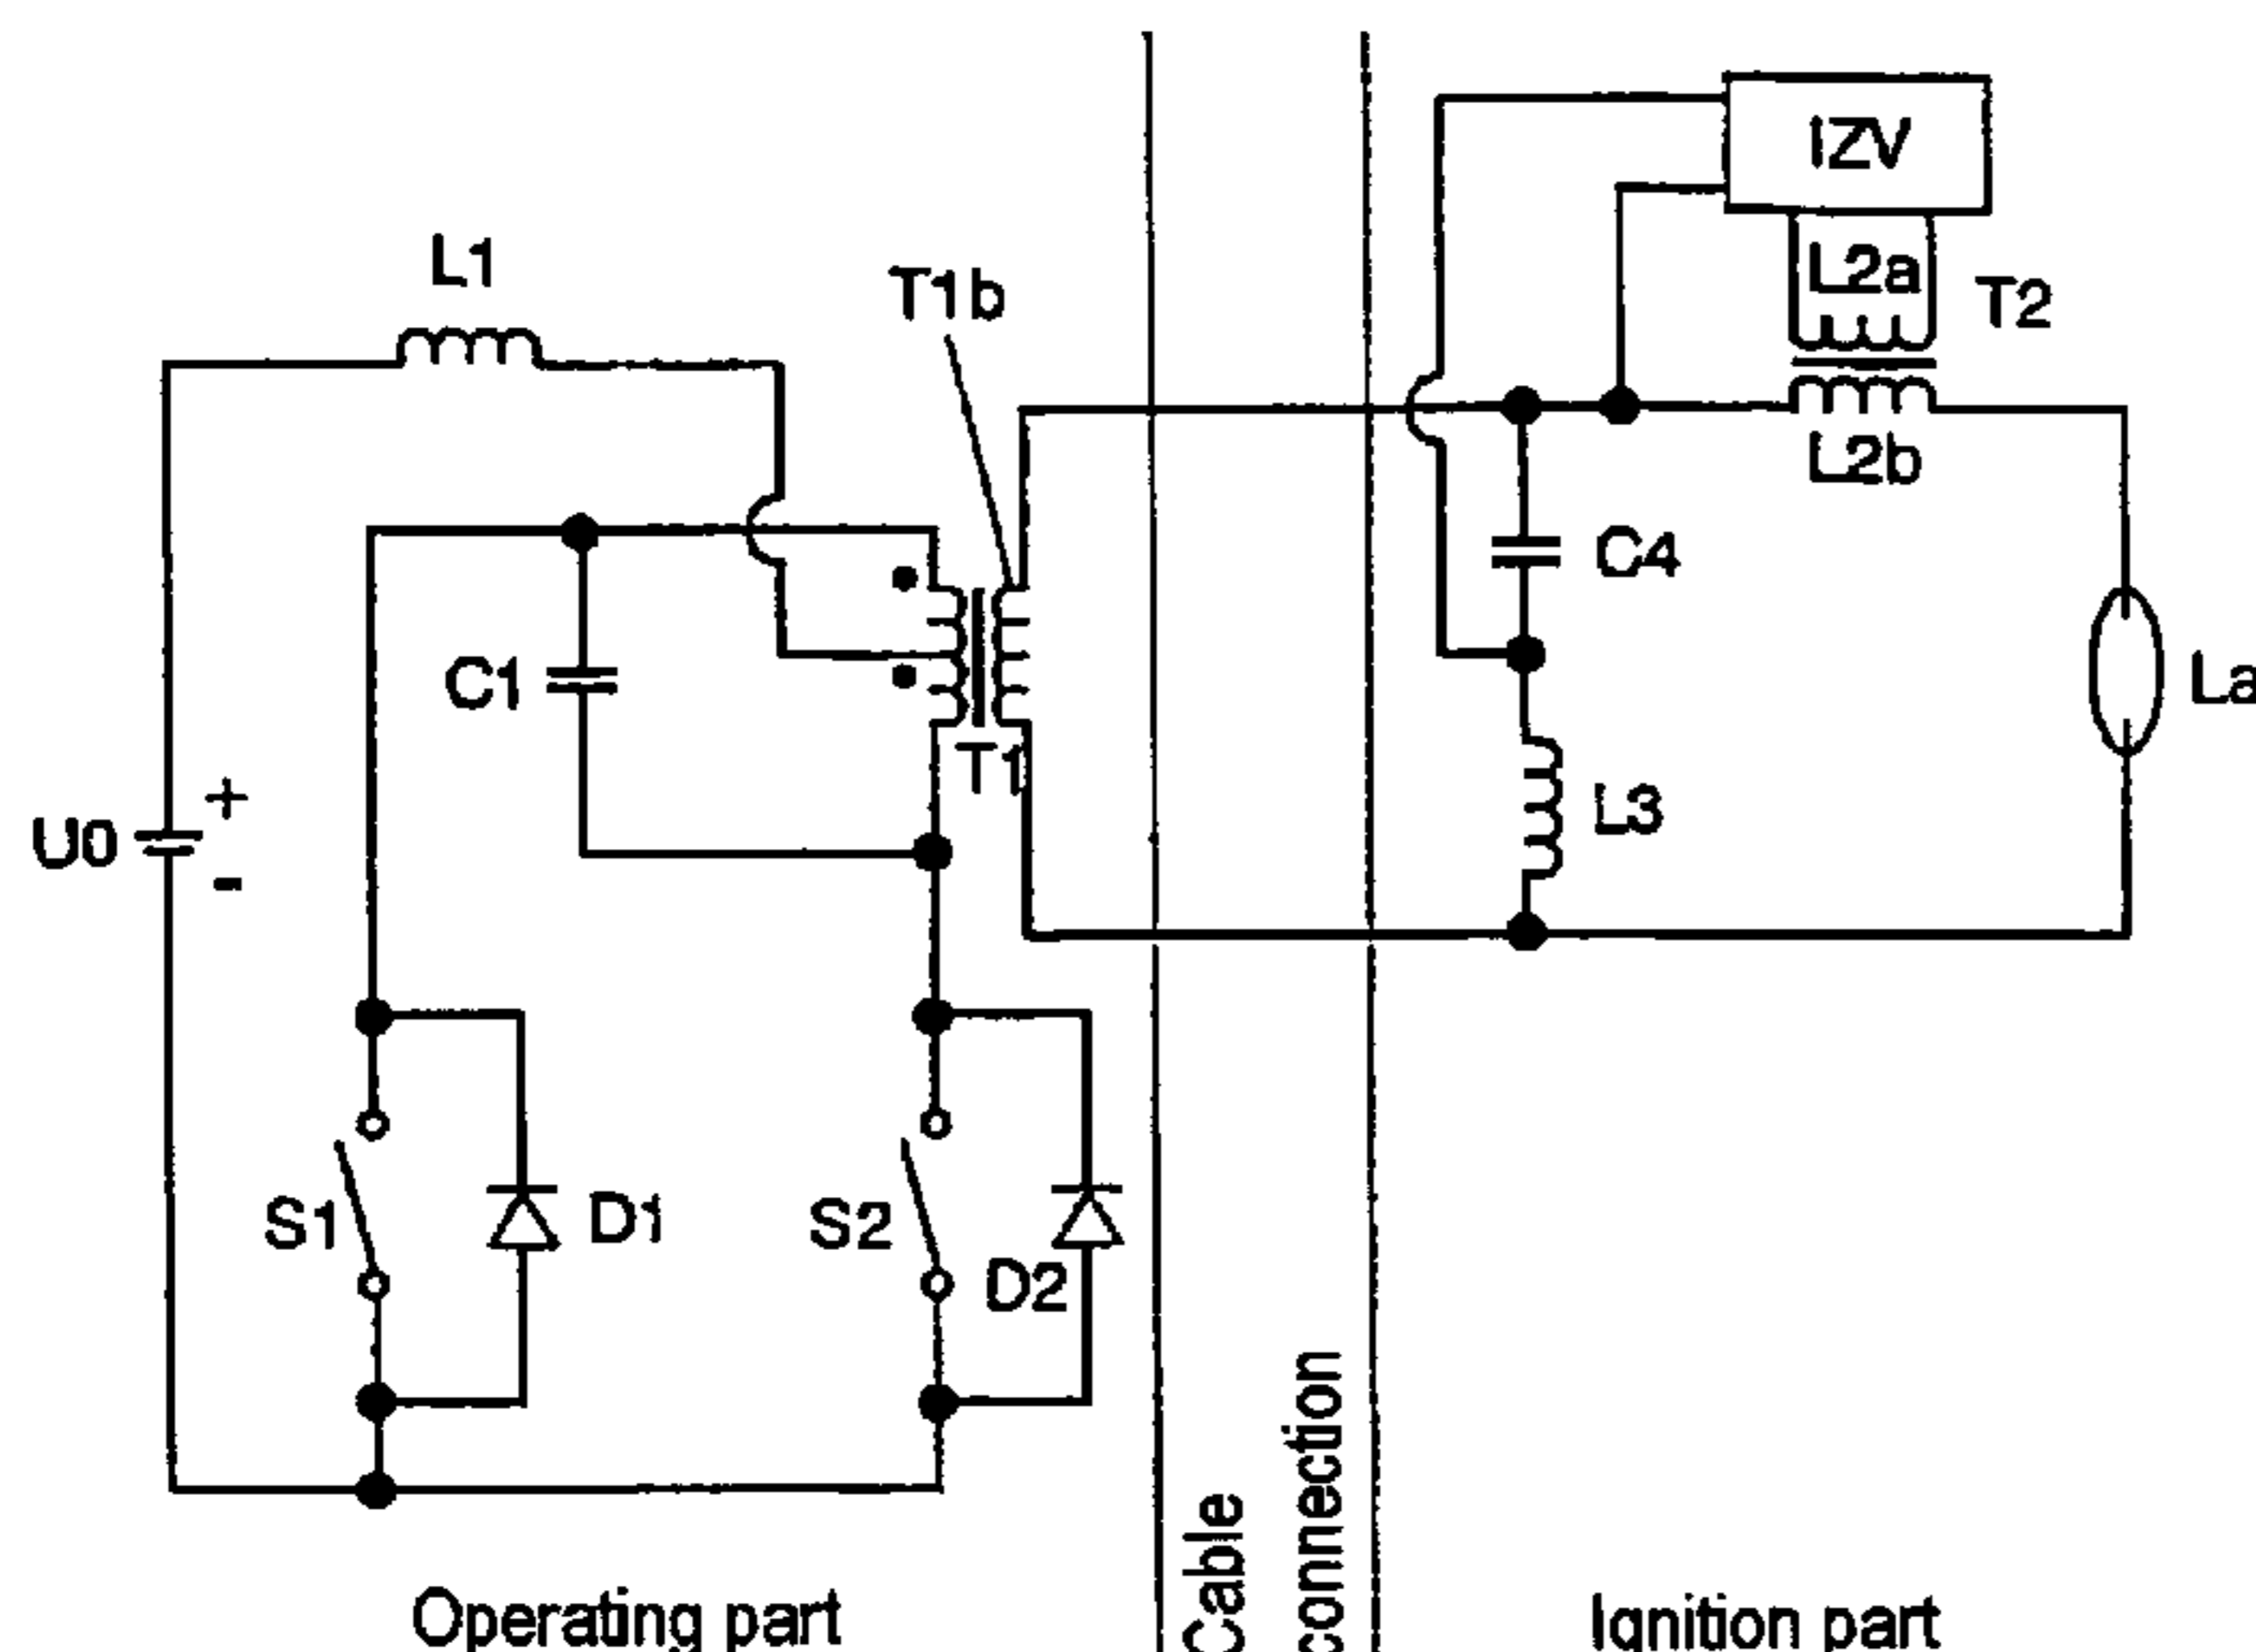 IZV
L1
T1b
L2a
T2
L2b
C4
C1
La
T1
L3
U0
+
-
S1
D1
S2
D2
Cable
connection
Operating part
Ignition part